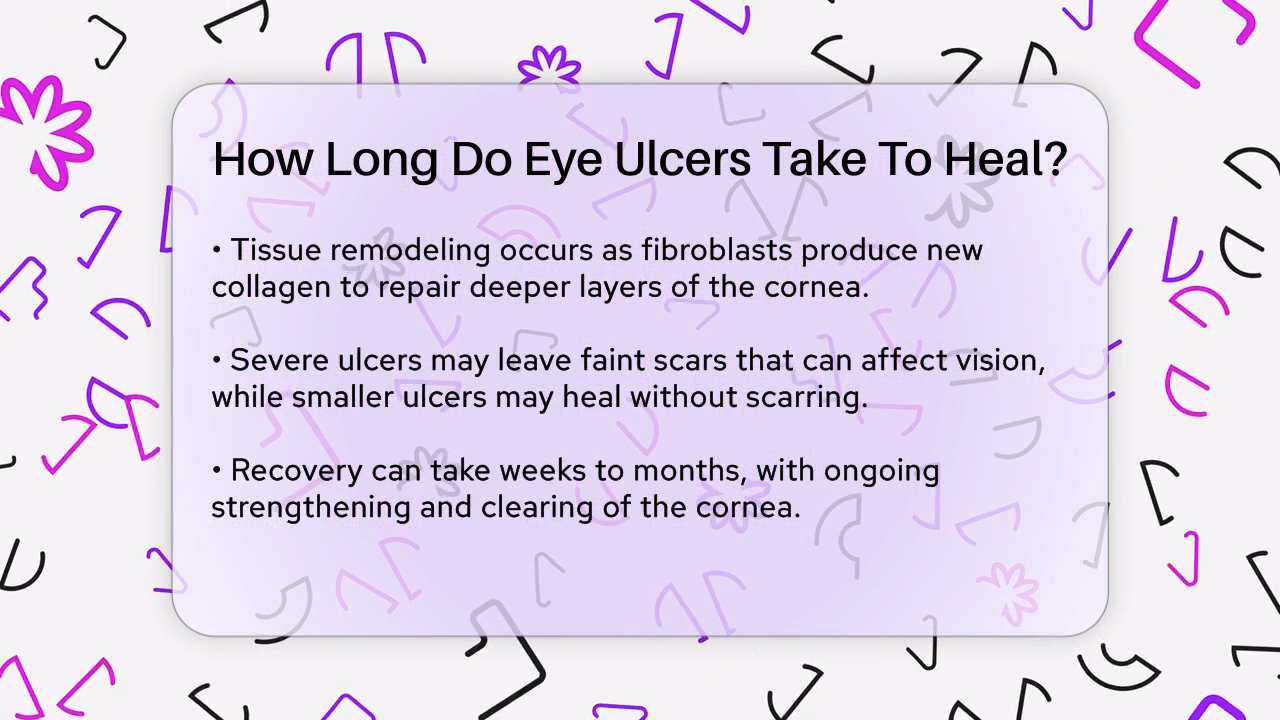 How Long Do Eye Ulcers Take To Heal?
• Tissue remodeling occurs as fibroblasts produce new
collagen to repair deeper layers of the cornea.
• Severe ulcers may leave faint scars that can affect vision,
while smaller ulcers may heal without scarring.
• Recovery can take weeks to months, with ongoing
strengthening and clearing of the cornea.